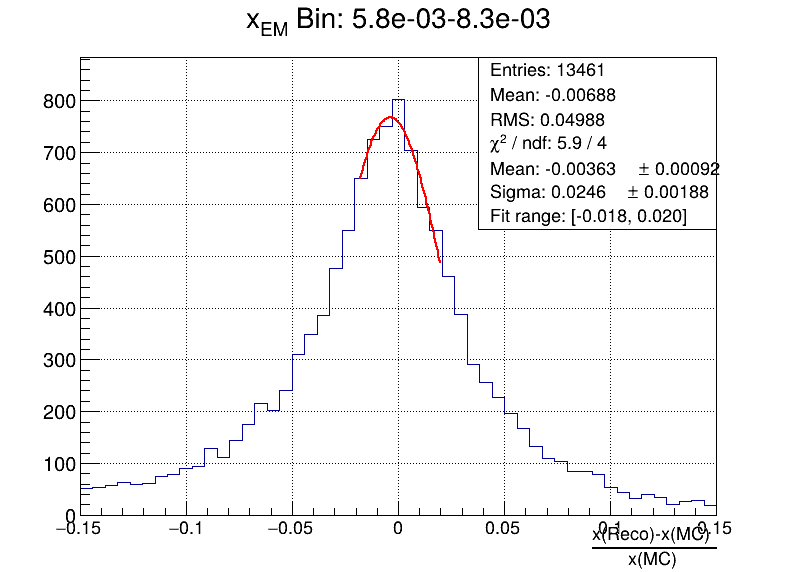 x_EM Bin: 5.8e-03-8.3e-03
Entries: 13461
Mean: -0.00688
RMS: 0.04988
χ² / ndf: 5.9 / 4
Mean: -0.00363 ± 0.00092
Sigma: 0.0246 ± 0.00188
Fit range: [-0.018, 0.020]
800
700
600
500
400
300
200
100
0
−0.15 −0.1 −0.05 0 0.05 0.1 0.15
x(Reco)-x(MC)
x(MC)